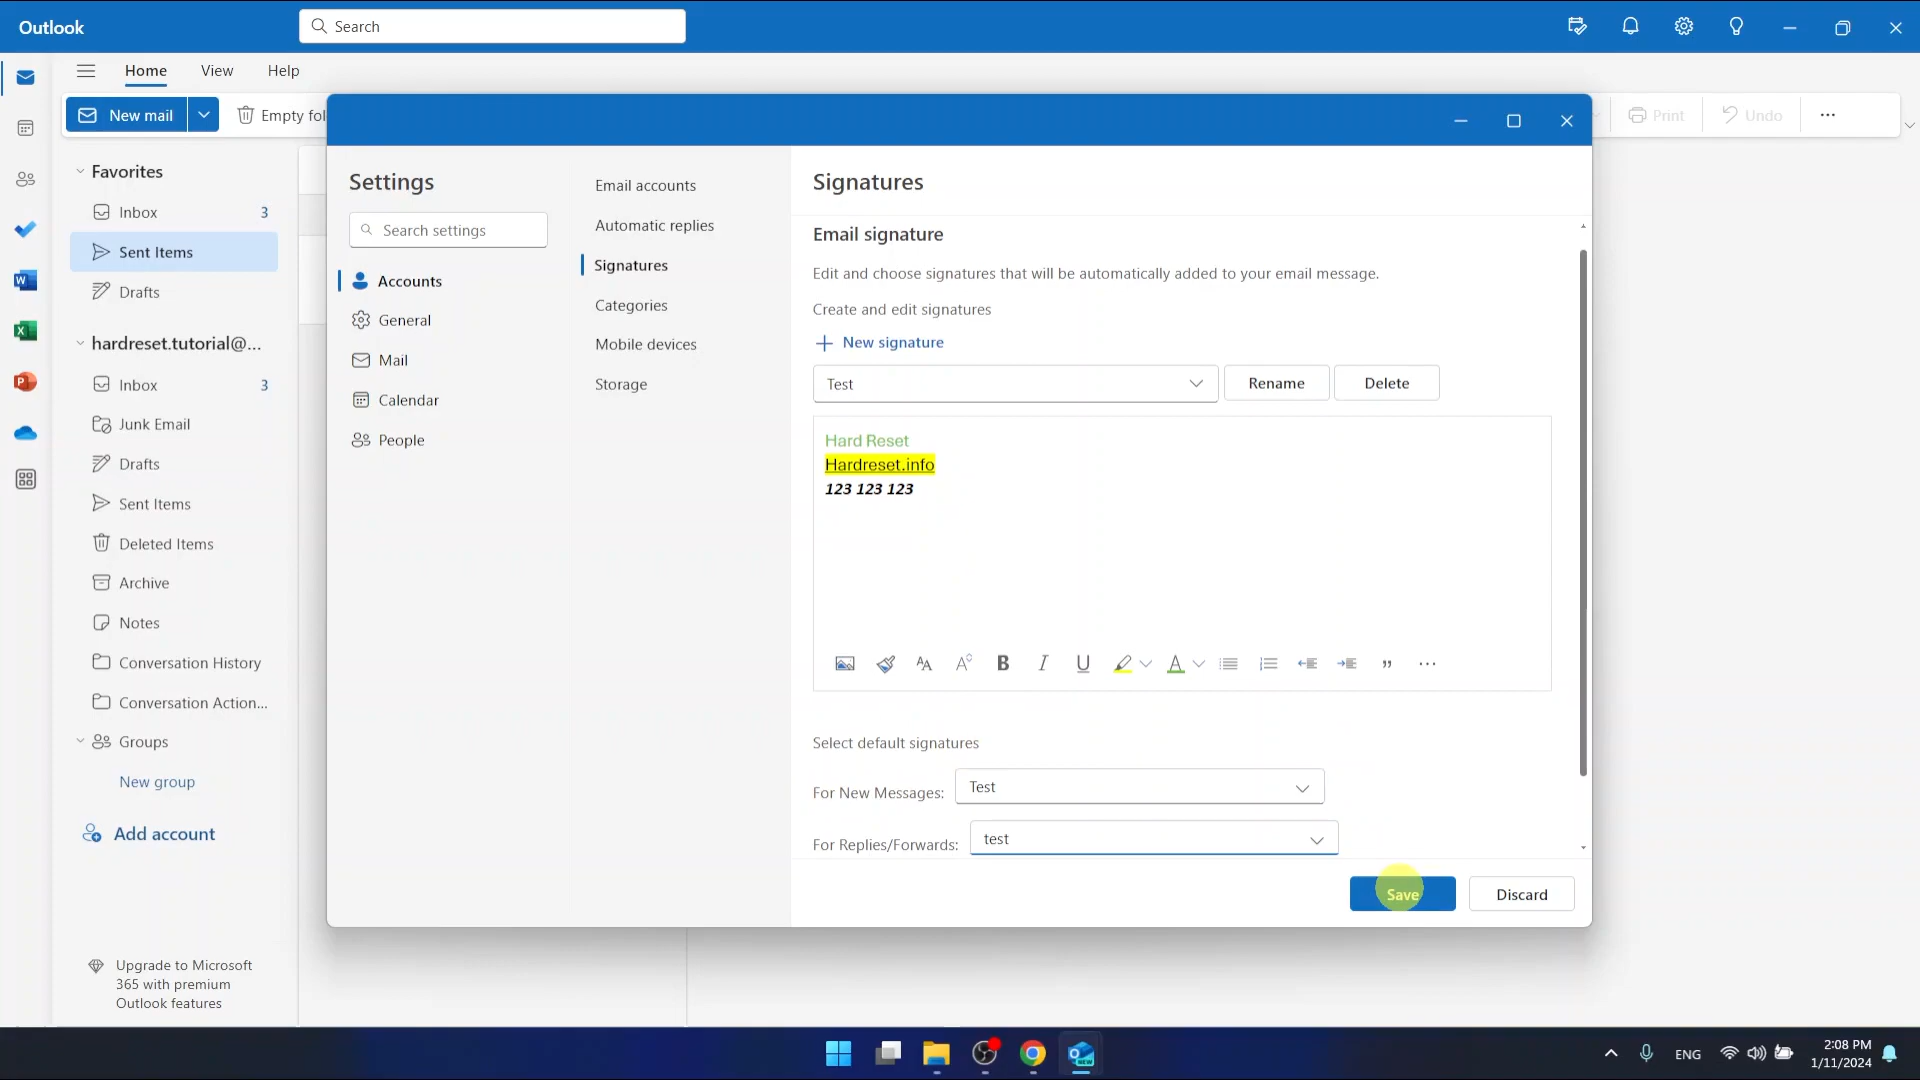 Outlook
Search
Home
View
Help
New mail
Empty fol
Print
Undo
Favorites
Inbox 3
Sent Items
Drafts
hardreset.tutorial@...
Inbox 3
Junk Email
Drafts
Sent Items
Deleted Items
Archive
Notes
Conversation History
Conversation Action...
Groups
New group
Add account
Upgrade to Microsoft
365 with premium
Outlook features
Settings
Search settings
Accounts
General
Mail
Calendar
People
Email accounts
Automatic replies
Signatures
Categories
Mobile devices
Storage
Signatures
Email signature
Edit and choose signatures that will be automatically added to your email message.
Create and edit signatures
New signature
Test
Rename
Delete
Hard Reset
Hardreset.info
123 123 123
Select default signatures
For New Messages: Test
For Replies/Forwards: test
Save
Discard
ENG
2:08 PM
1/11/2024